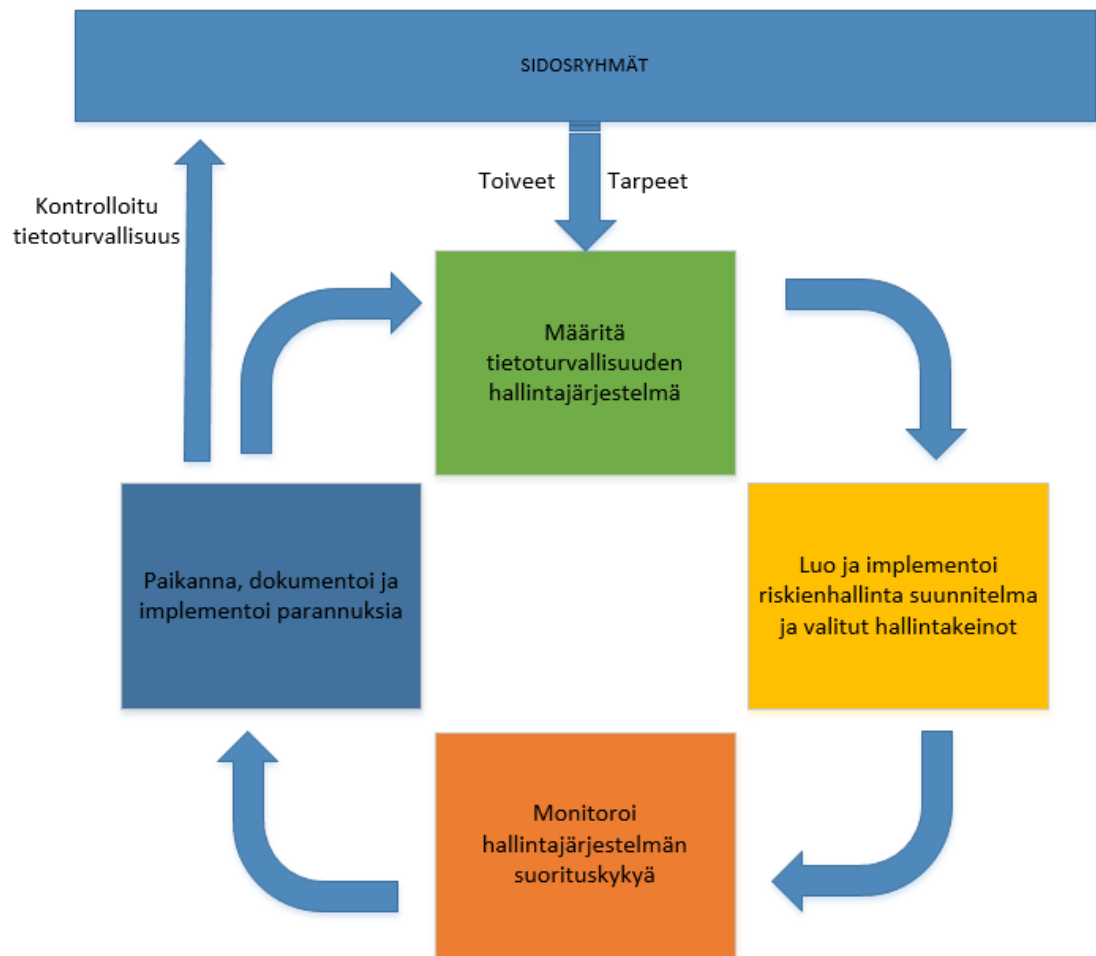 SIDOSRYHMÄT
Toiveet Tarpeet
Kontrolloitu
tietoturvallisuus
Määritä
tietoturvallisuuden
hallintajärjestelmä
Luo ja implementoi
riskienhallinta suunnitelma
ja valitut hallintakeinot
Paikanna, dokumentoi ja
implementoi parannuksia
Monitoroi
hallintajärjestelmän
suorituskykyä